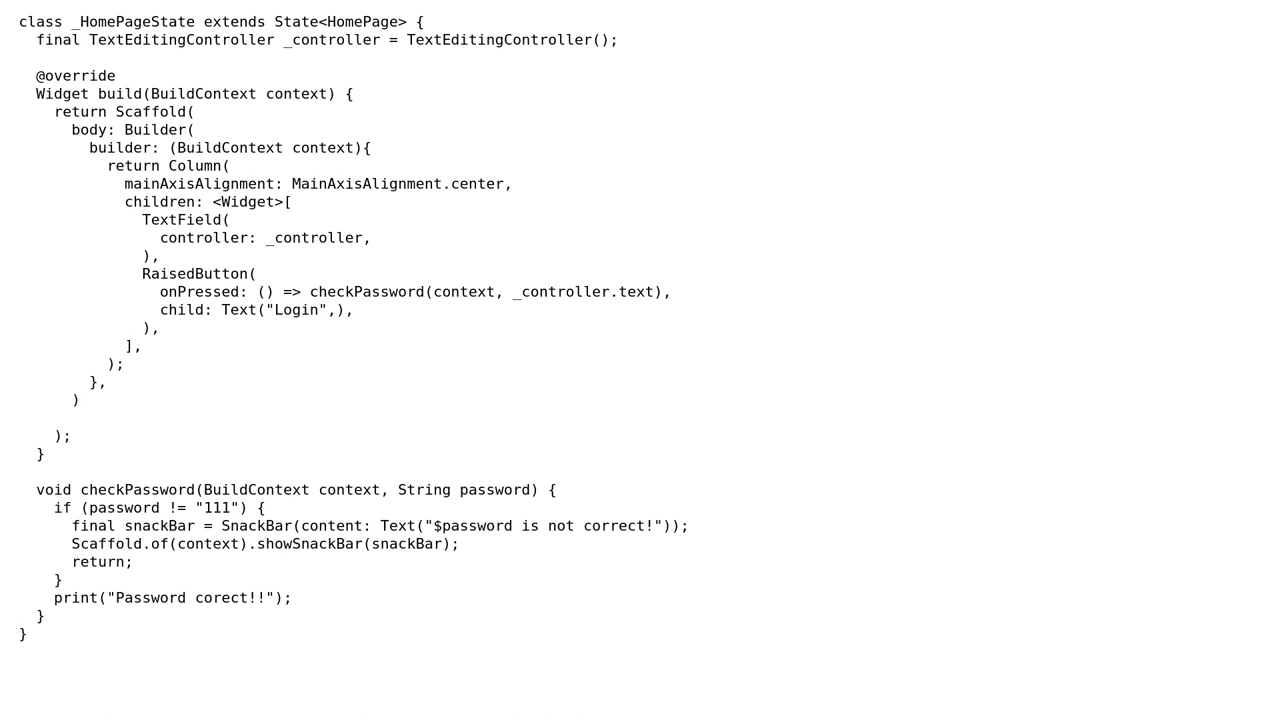 class _HomePageState extends State<HomePage> {
  final TextEditingController _controller = TextEditingController();

  @override
  Widget build(BuildContext context) {
    return Scaffold(
      body: Builder(
        builder: (BuildContext context){
          return Column(
            mainAxisAlignment: MainAxisAlignment.center,
            children: <Widget>[
              TextField(
                controller: _controller,
              ),
              RaisedButton(
                onPressed: () => checkPassword(context, _controller.text),
                child: Text("Login",),
              ),
            ],
          );
        },
      )

    );
  }

  void checkPassword(BuildContext context, String password) {
    if (password != "111") {
      final snackBar = SnackBar(content: Text("$password is not correct!"));
      Scaffold.of(context).showSnackBar(snackBar);
      return;
    }
    print("Password corect!!");
  }
}